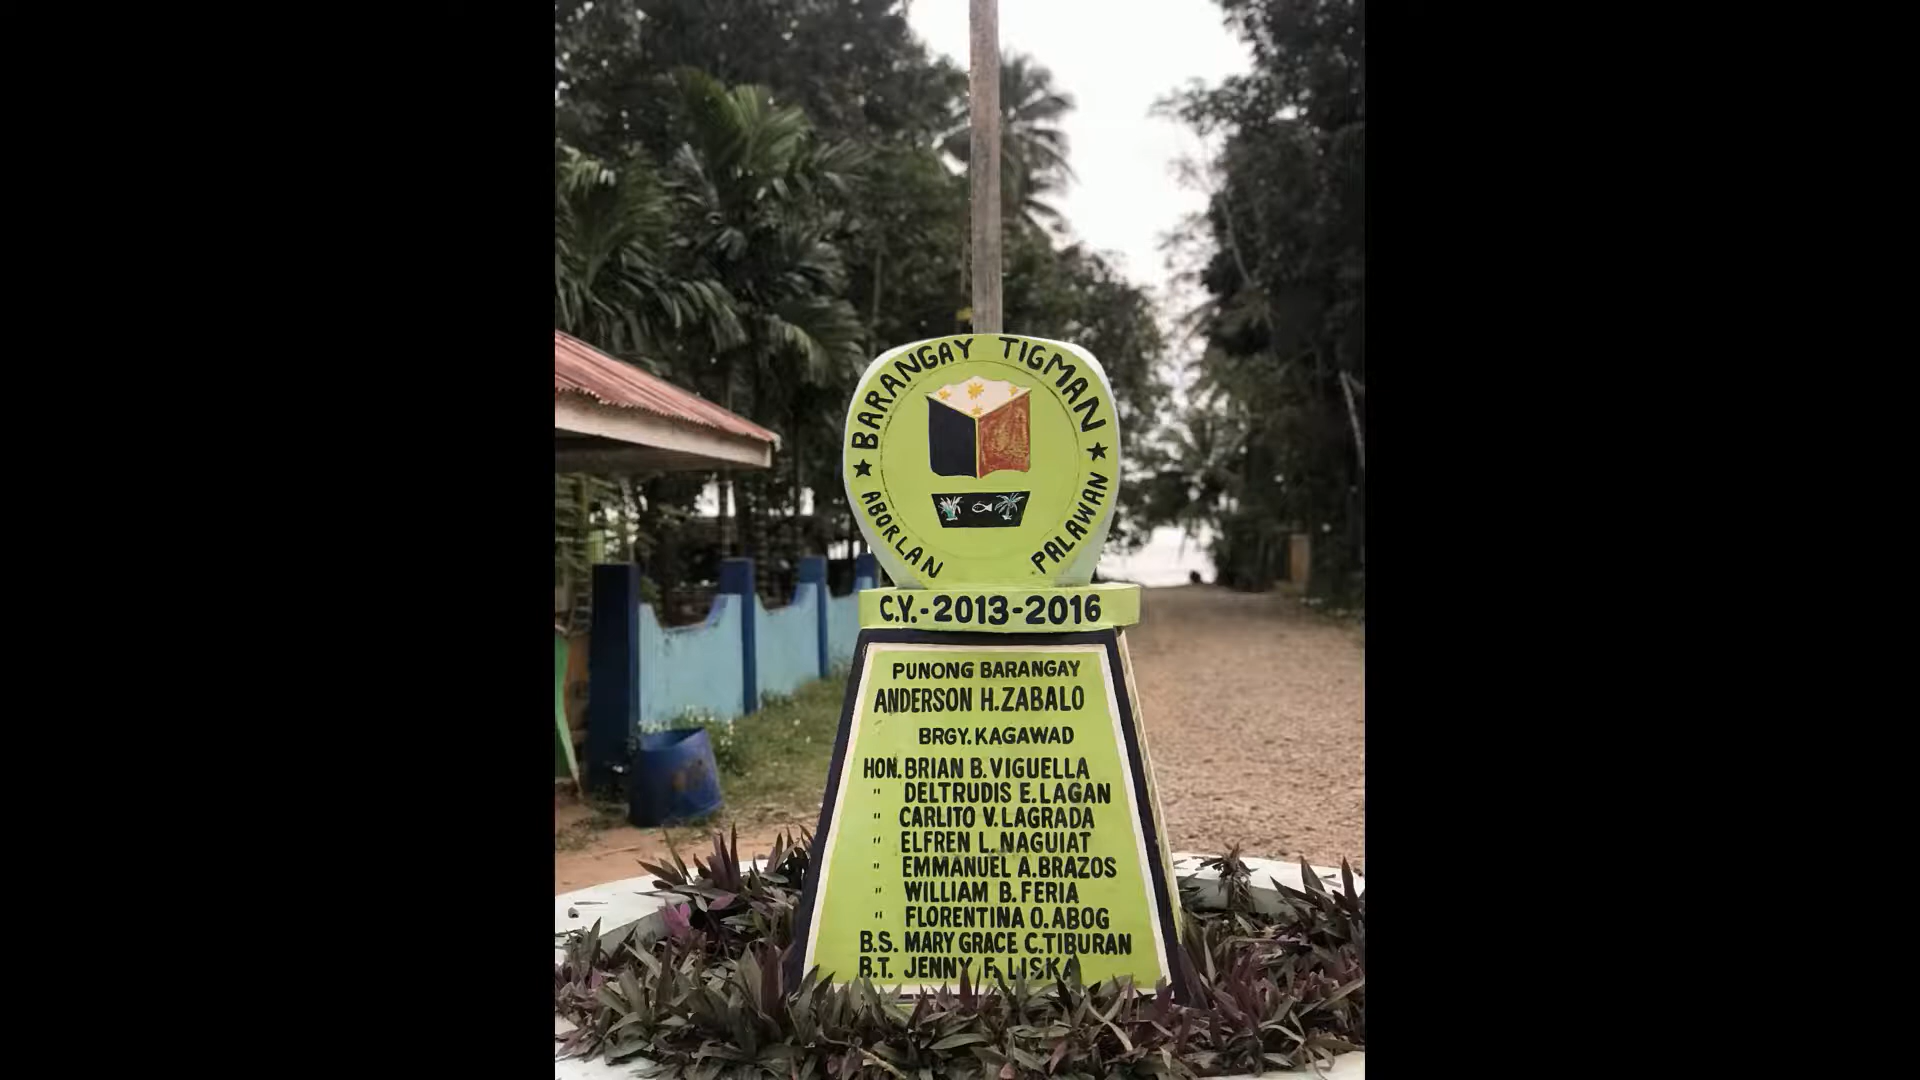 BARANGAY TIGMAN
ABORLAN PALAWAN
C.Y.-2013-2016
PUNONG BARANGAY
ANDERSON H.ZABALO
BRGY.KAGAWAD
HON. BRIAN B.VIGUELLA
" DELTRUDIS E.LAGAN
" CARLITO V.LAGRADA
" ELFREN L.NAGUIAT
" EMMANUEL A.BRAZOS
" WILLIAM B.FERIA
" FLORENTINA O.ABOG
B.S. MARY GRACE C.TIBURAN
B.T. JENNY F. LISKA